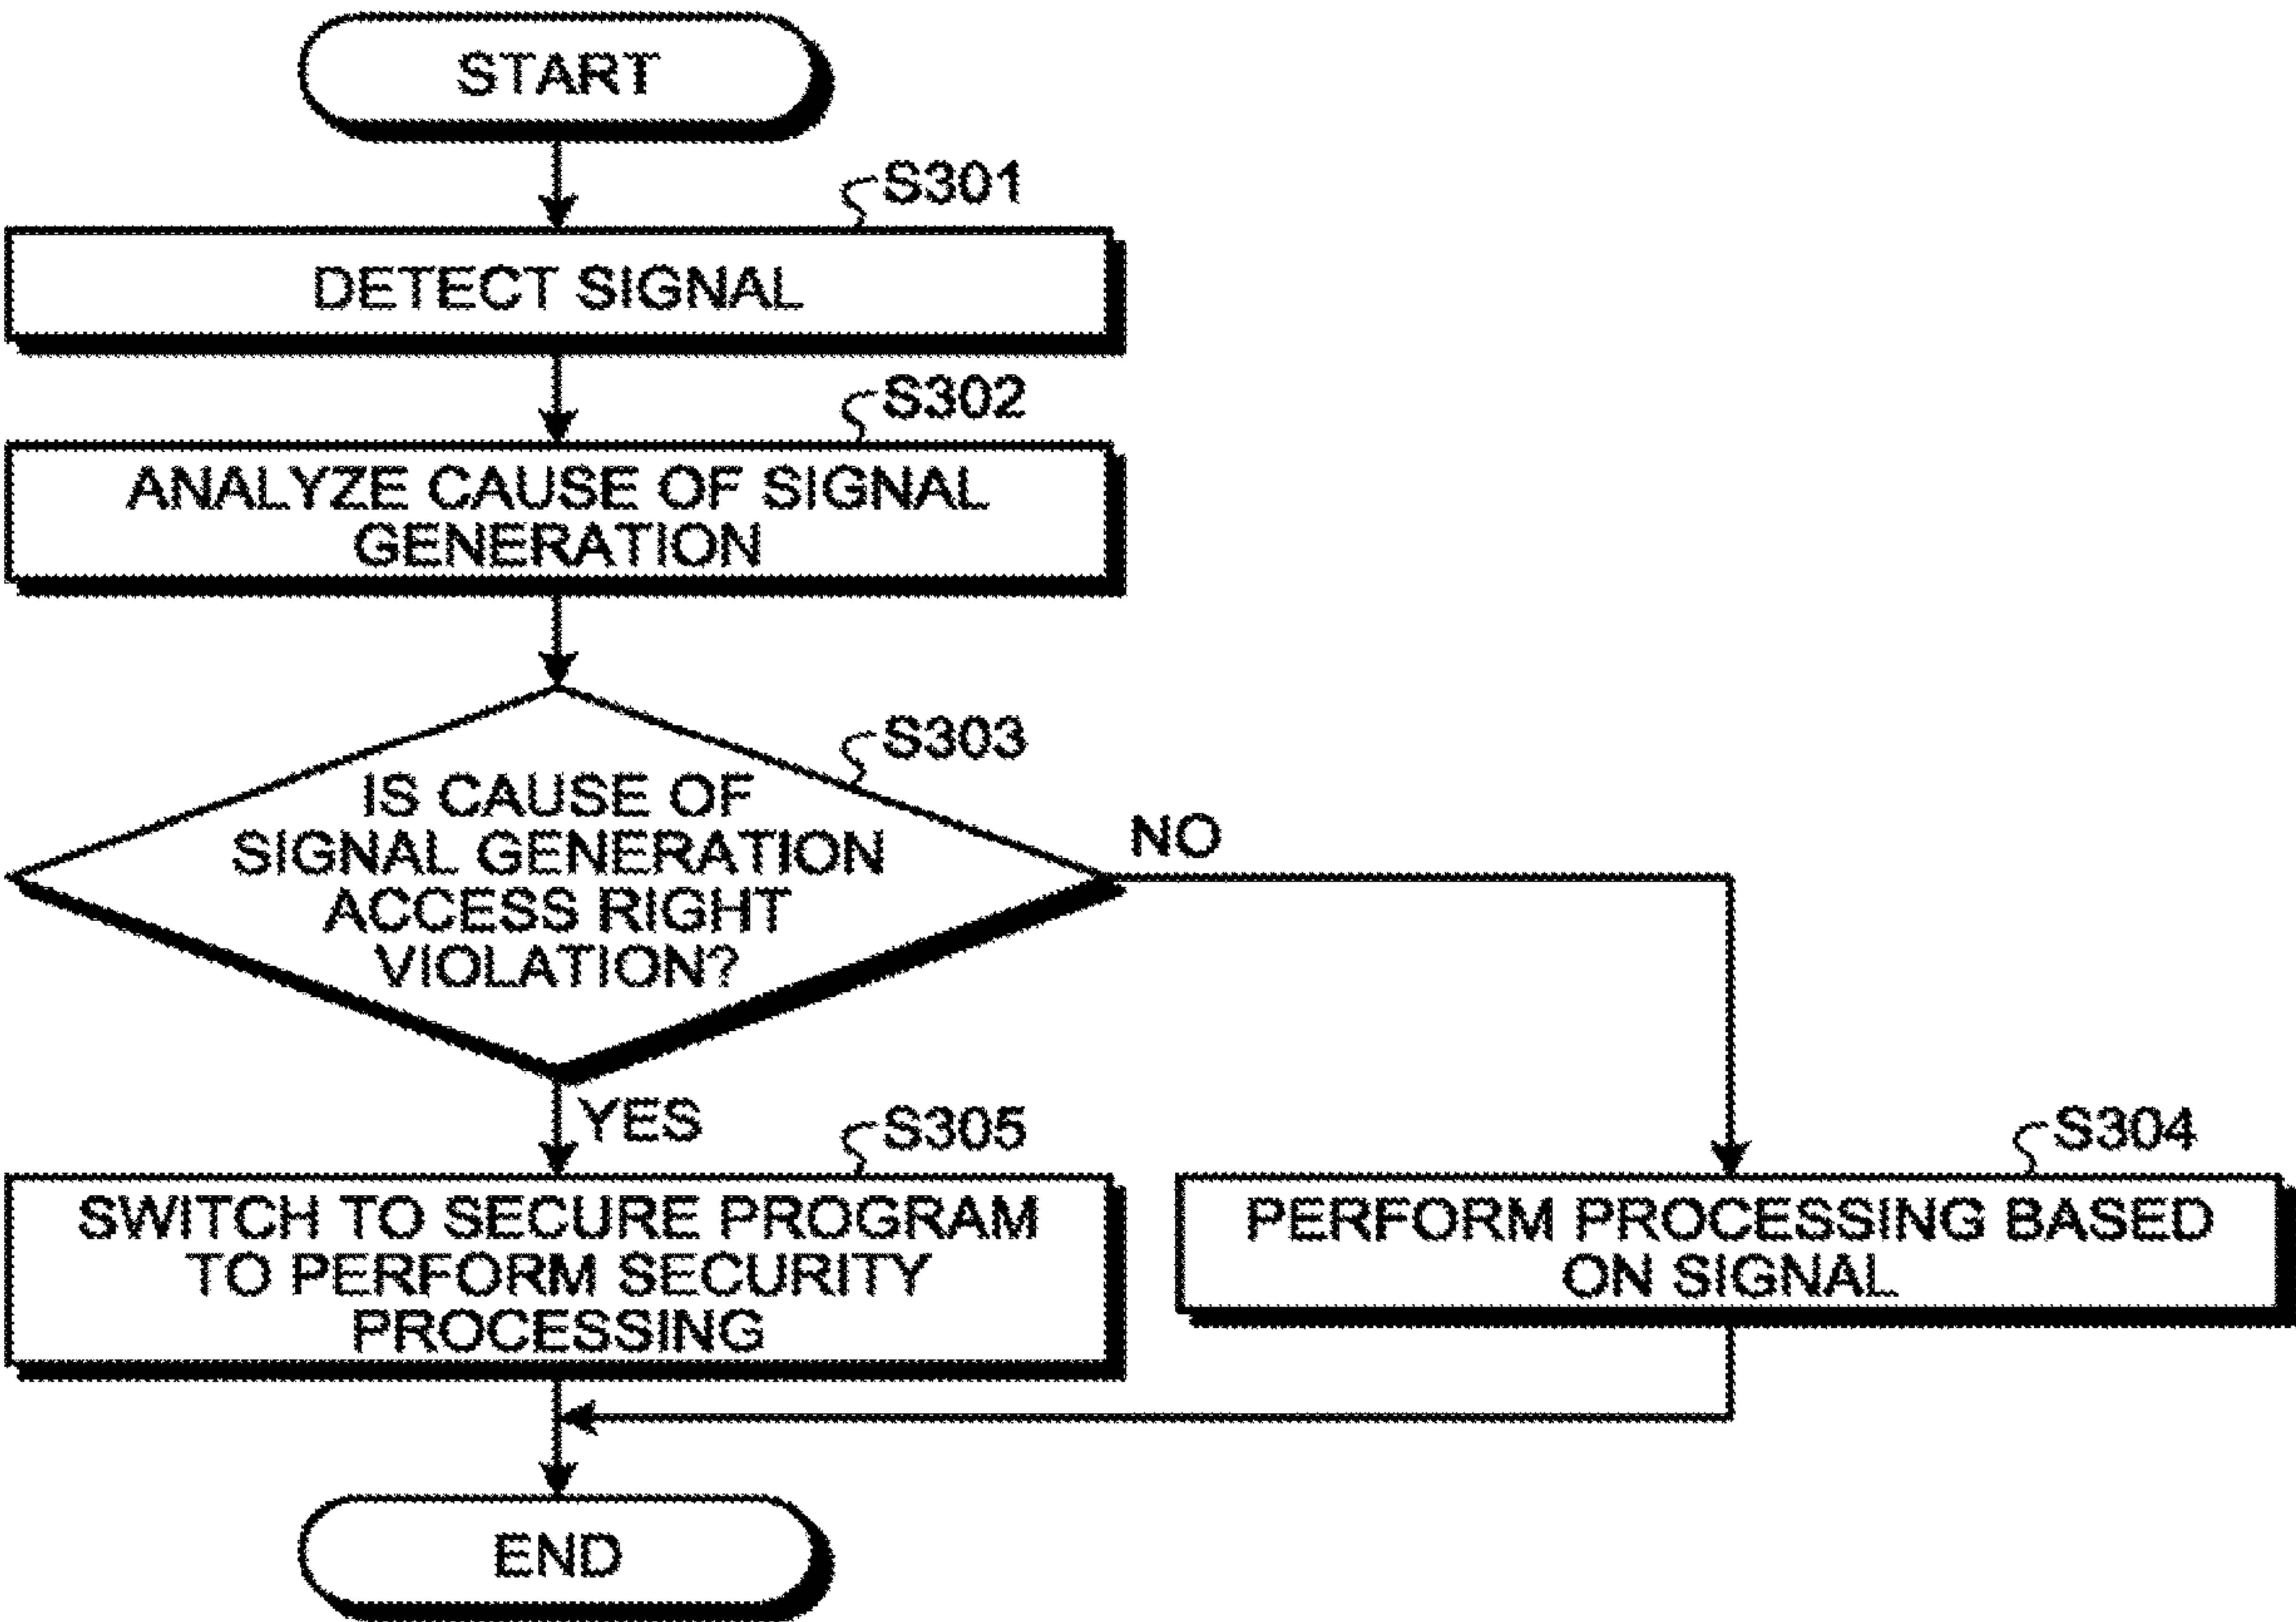 START
S301
DETECT SIGNAL
S302
ANALYZE CAUSE OF SIGNAL
GENERATION
S303
IS CAUSE OF
SIGNAL GENERATION
ACCESS RIGHT
VIOLATION?
NO
YES
S305
SWITCH TO SECURE PROGRAM
TO PERFORM SECURITY
PROCESSING
S304
PERFORM PROCESSING BASED
ON SIGNAL
END